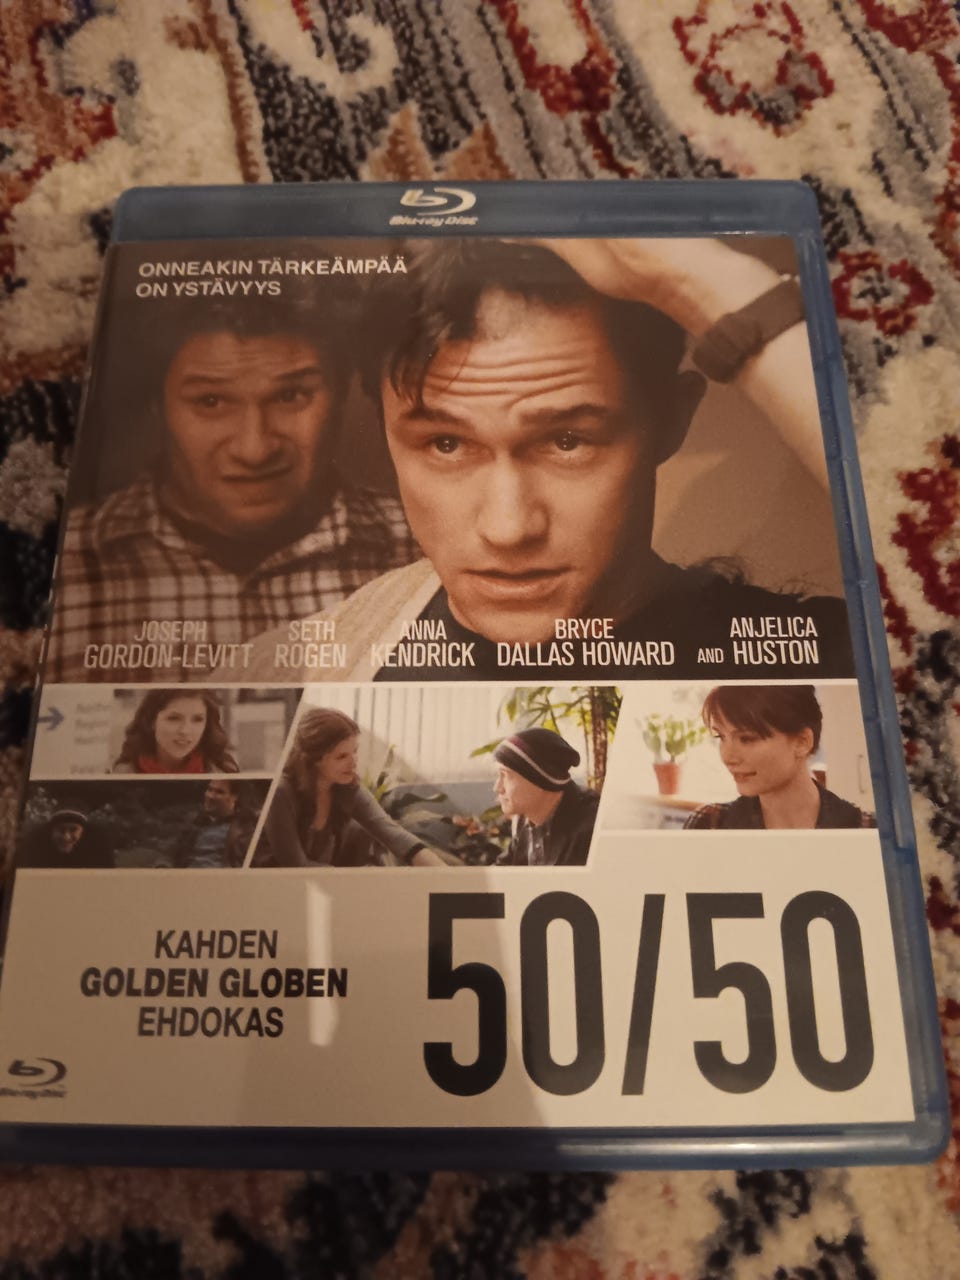 Blu-ray Disc
ONNEAKIN TÄRKEÄMPÄÄ
ON YSTÄVYYS
JOSEPH
GORDON-LEVITT
SETH
ROGEN
ANNA
KENDRICK
BRYCE
DALLAS HOWARD
AND ANJELICA
HUSTON
KAHDEN
GOLDEN GLOBEN
EHDOKAS
50/50
Blu-ray Disc